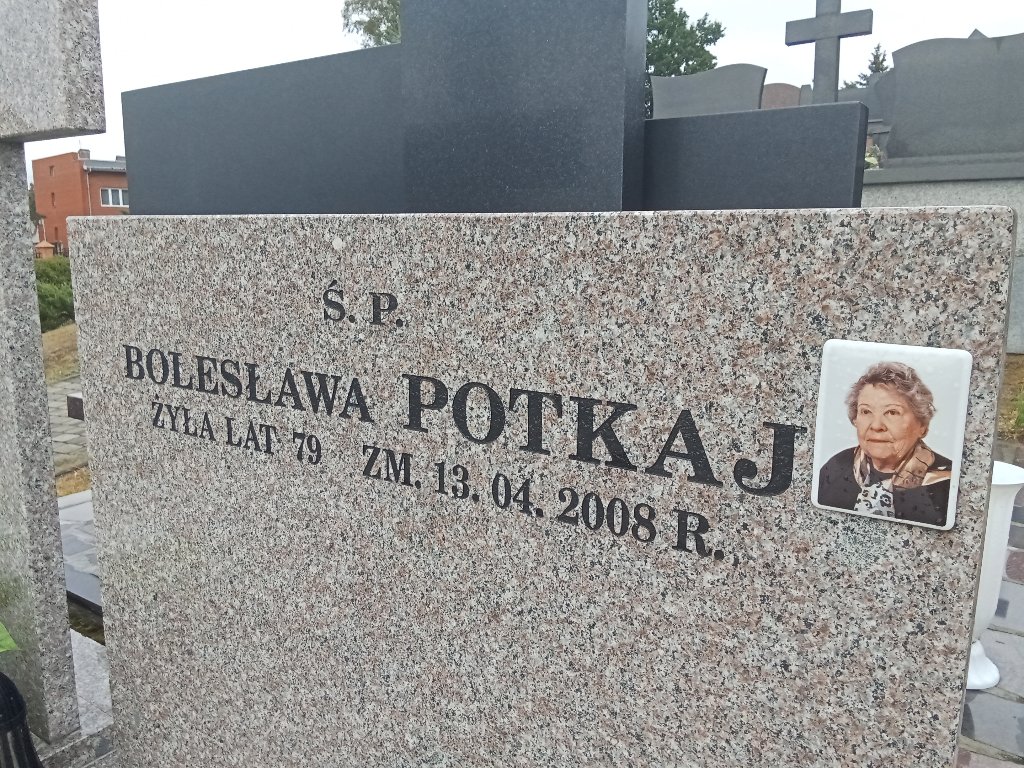 Ś. P.
BOLESŁAWA POTKAJ
ŻYŁA LAT 79 ZM. 13. 04. 2008 R.